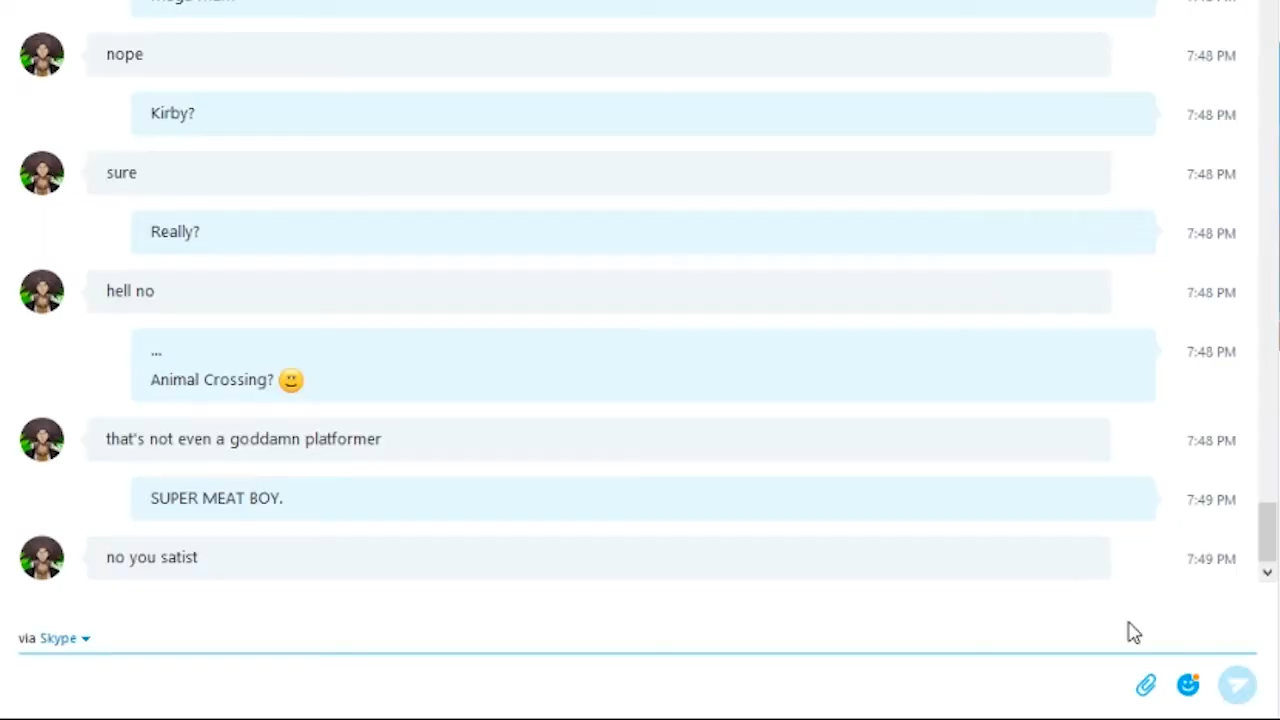 nope
7:48 PM
Kirby?
7:48 PM
sure
7:48 PM
Really?
7:48 PM
hell no
7:48 PM
...
7:48 PM
Animal Crossing?
that's not even a goddamn platformer
7:48 PM
SUPER MEAT BOY.
7:49 PM
no you satist
7:49 PM
via Skype